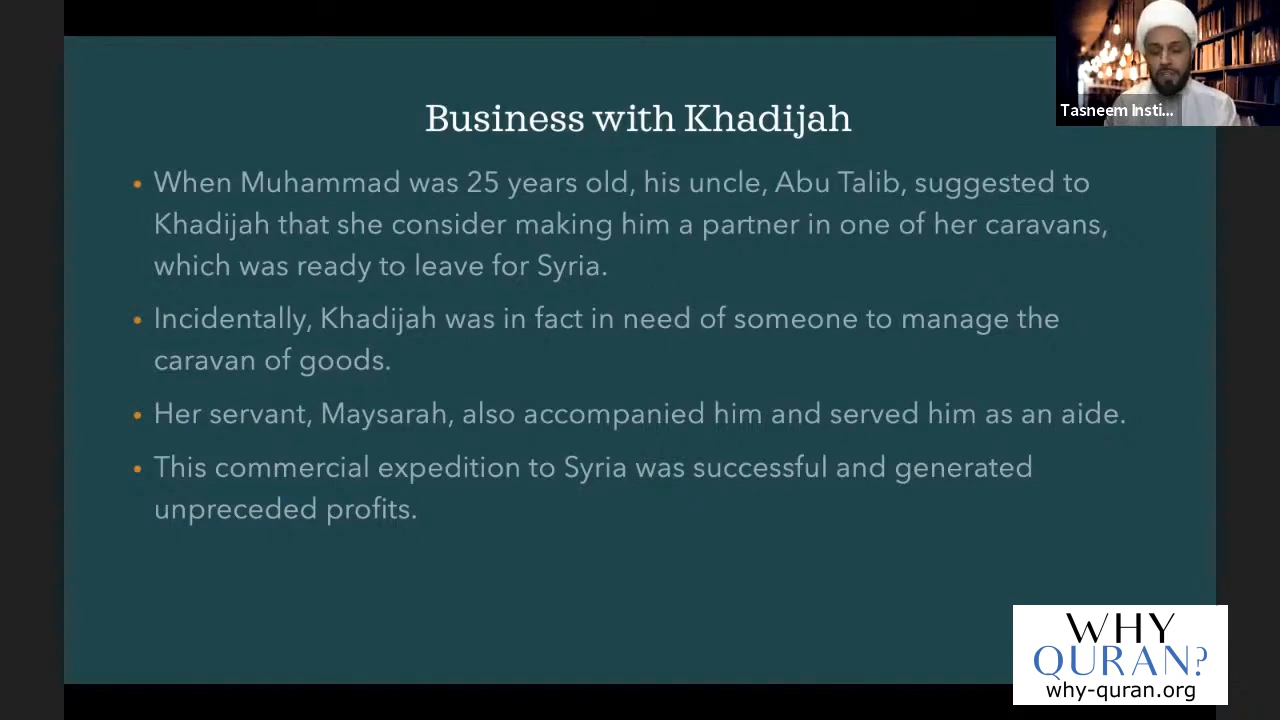 Business with Khadijah
Tasneem Insti...
• When Muhammad was 25 years old, his uncle, Abu Talib, suggested to
Khadijah that she consider making him a partner in one of her caravans,
which was ready to leave for Syria.
• Incidentally, Khadijah was in fact in need of someone to manage the
caravan of goods.
• Her servant, Maysarah, also accompanied him and served him as an aide.
• This commercial expedition to Syria was successful and generated
unpreceded profits.
WHY
QURAN?
why-quran.org